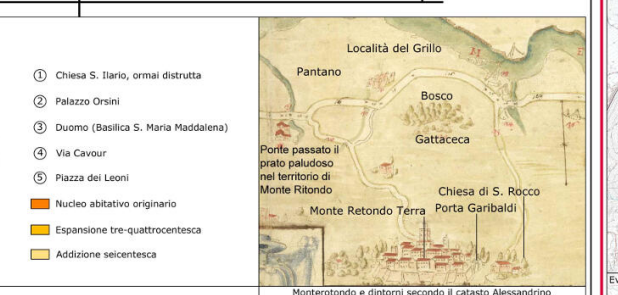 ① Chiesa S. Ilario, ormai distrutta
② Palazzo Orsini
③ Duomo (Basilica S. Maria Maddalena)
④ Via Cavour
⑤ Piazza dei Leoni
Nucleo abitativo originario
Espansione tre-quattrocentesca
Addizione seicentesca
Località del Grillo
Pantano
Bosco
Gattaceca
Ponte passato il
prato paludoso
nel territorio di
Monte Ritondo
Chiesa di S. Rocco
Monte Retondo Terra
Porta Garibaldi
Monterotondo e dintorni secondo il catasto Alessandrino